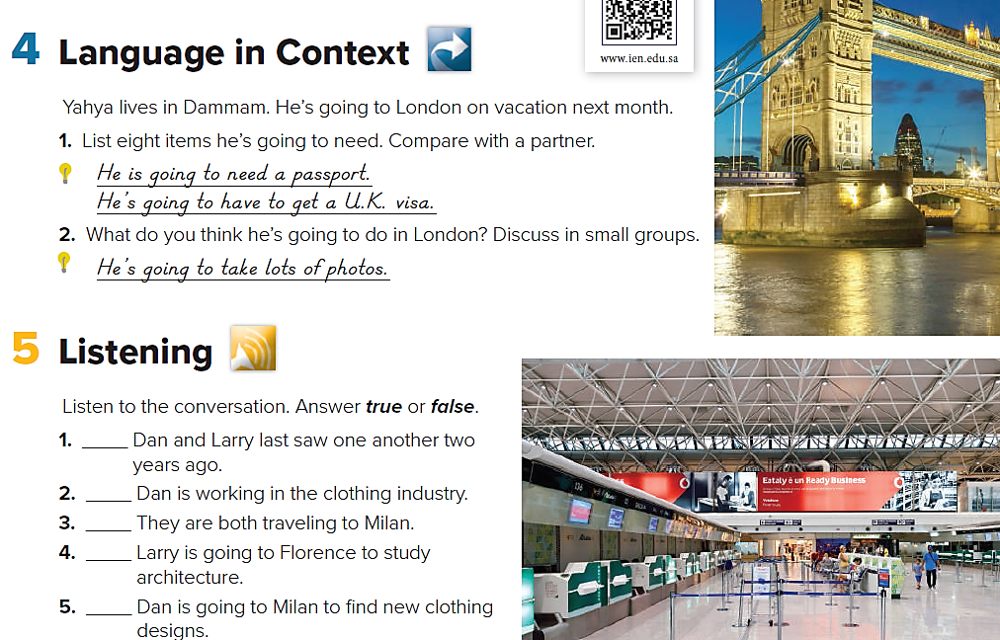 www.ien.edu.sa
4 Language in Context
Yahya lives in Dammam. He's going to London on vacation next month.
1. List eight items he's going to need. Compare with a partner.
He is going to need a passport.
He's going to have to get a U.K. visa.
2. What do you think he's going to do in London? Discuss in small groups.
He's going to take lots of photos.
5 Listening
Listen to the conversation. Answer true or false.
1. _____ Dan and Larry last saw one another two
years ago.
2. _____ Dan is working in the clothing industry.
3. _____ They are both traveling to Milan.
4. _____ Larry is going to Florence to study
architecture.
5. _____ Dan is going to Milan to find new clothing
designs.
Eataly è un Ready Business